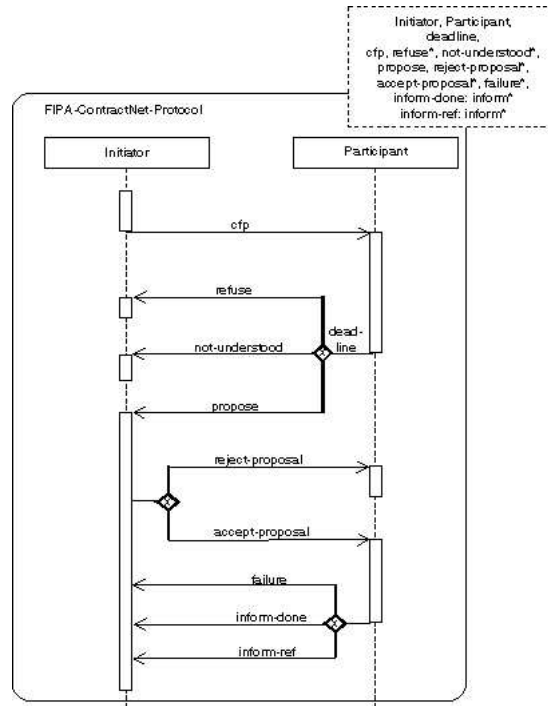 Initiator, Participant,
deadline,
cfp, refuse*, not-understood*,
propose, reject-proposal*,
accept-proposal*, failure*,
inform-done: inform*
inform-ref: inform*
FIPA-ContractNet-Protocol
Initiator
Participant
cfp
refuse
dead-
line
not-understood
x
propose
reject-proposal
x
accept-proposal
failure
inform-done
x
inform-ref